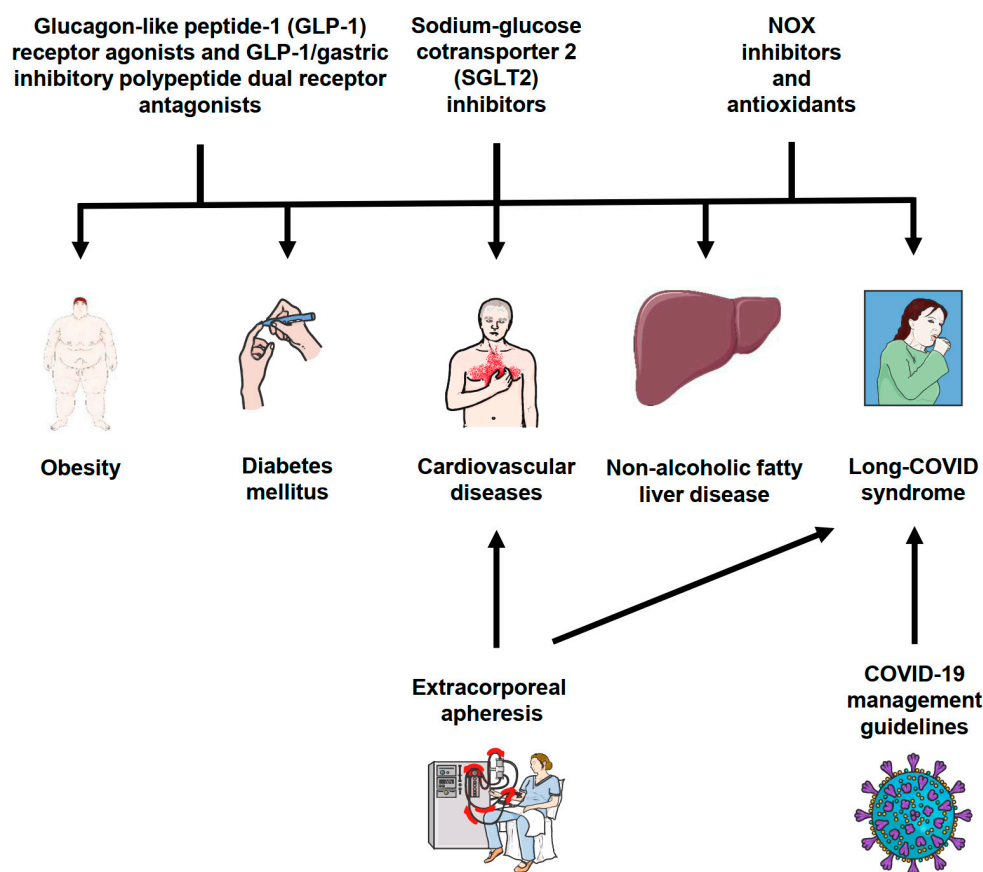 Glucagon-like peptide-1 (GLP-1)
receptor agonists and GLP-1/gastric
inhibitory polypeptide dual receptor
antagonists
Sodium-glucose
cotransporter 2
(SGLT2)
inhibitors
NOX
inhibitors
and
antioxidants
Obesity
Diabetes
mellitus
Cardiovascular
diseases
Non-alcoholic fatty
liver disease
Long-COVID
syndrome
Extracorporeal
apheresis
COVID-19
management
guidelines